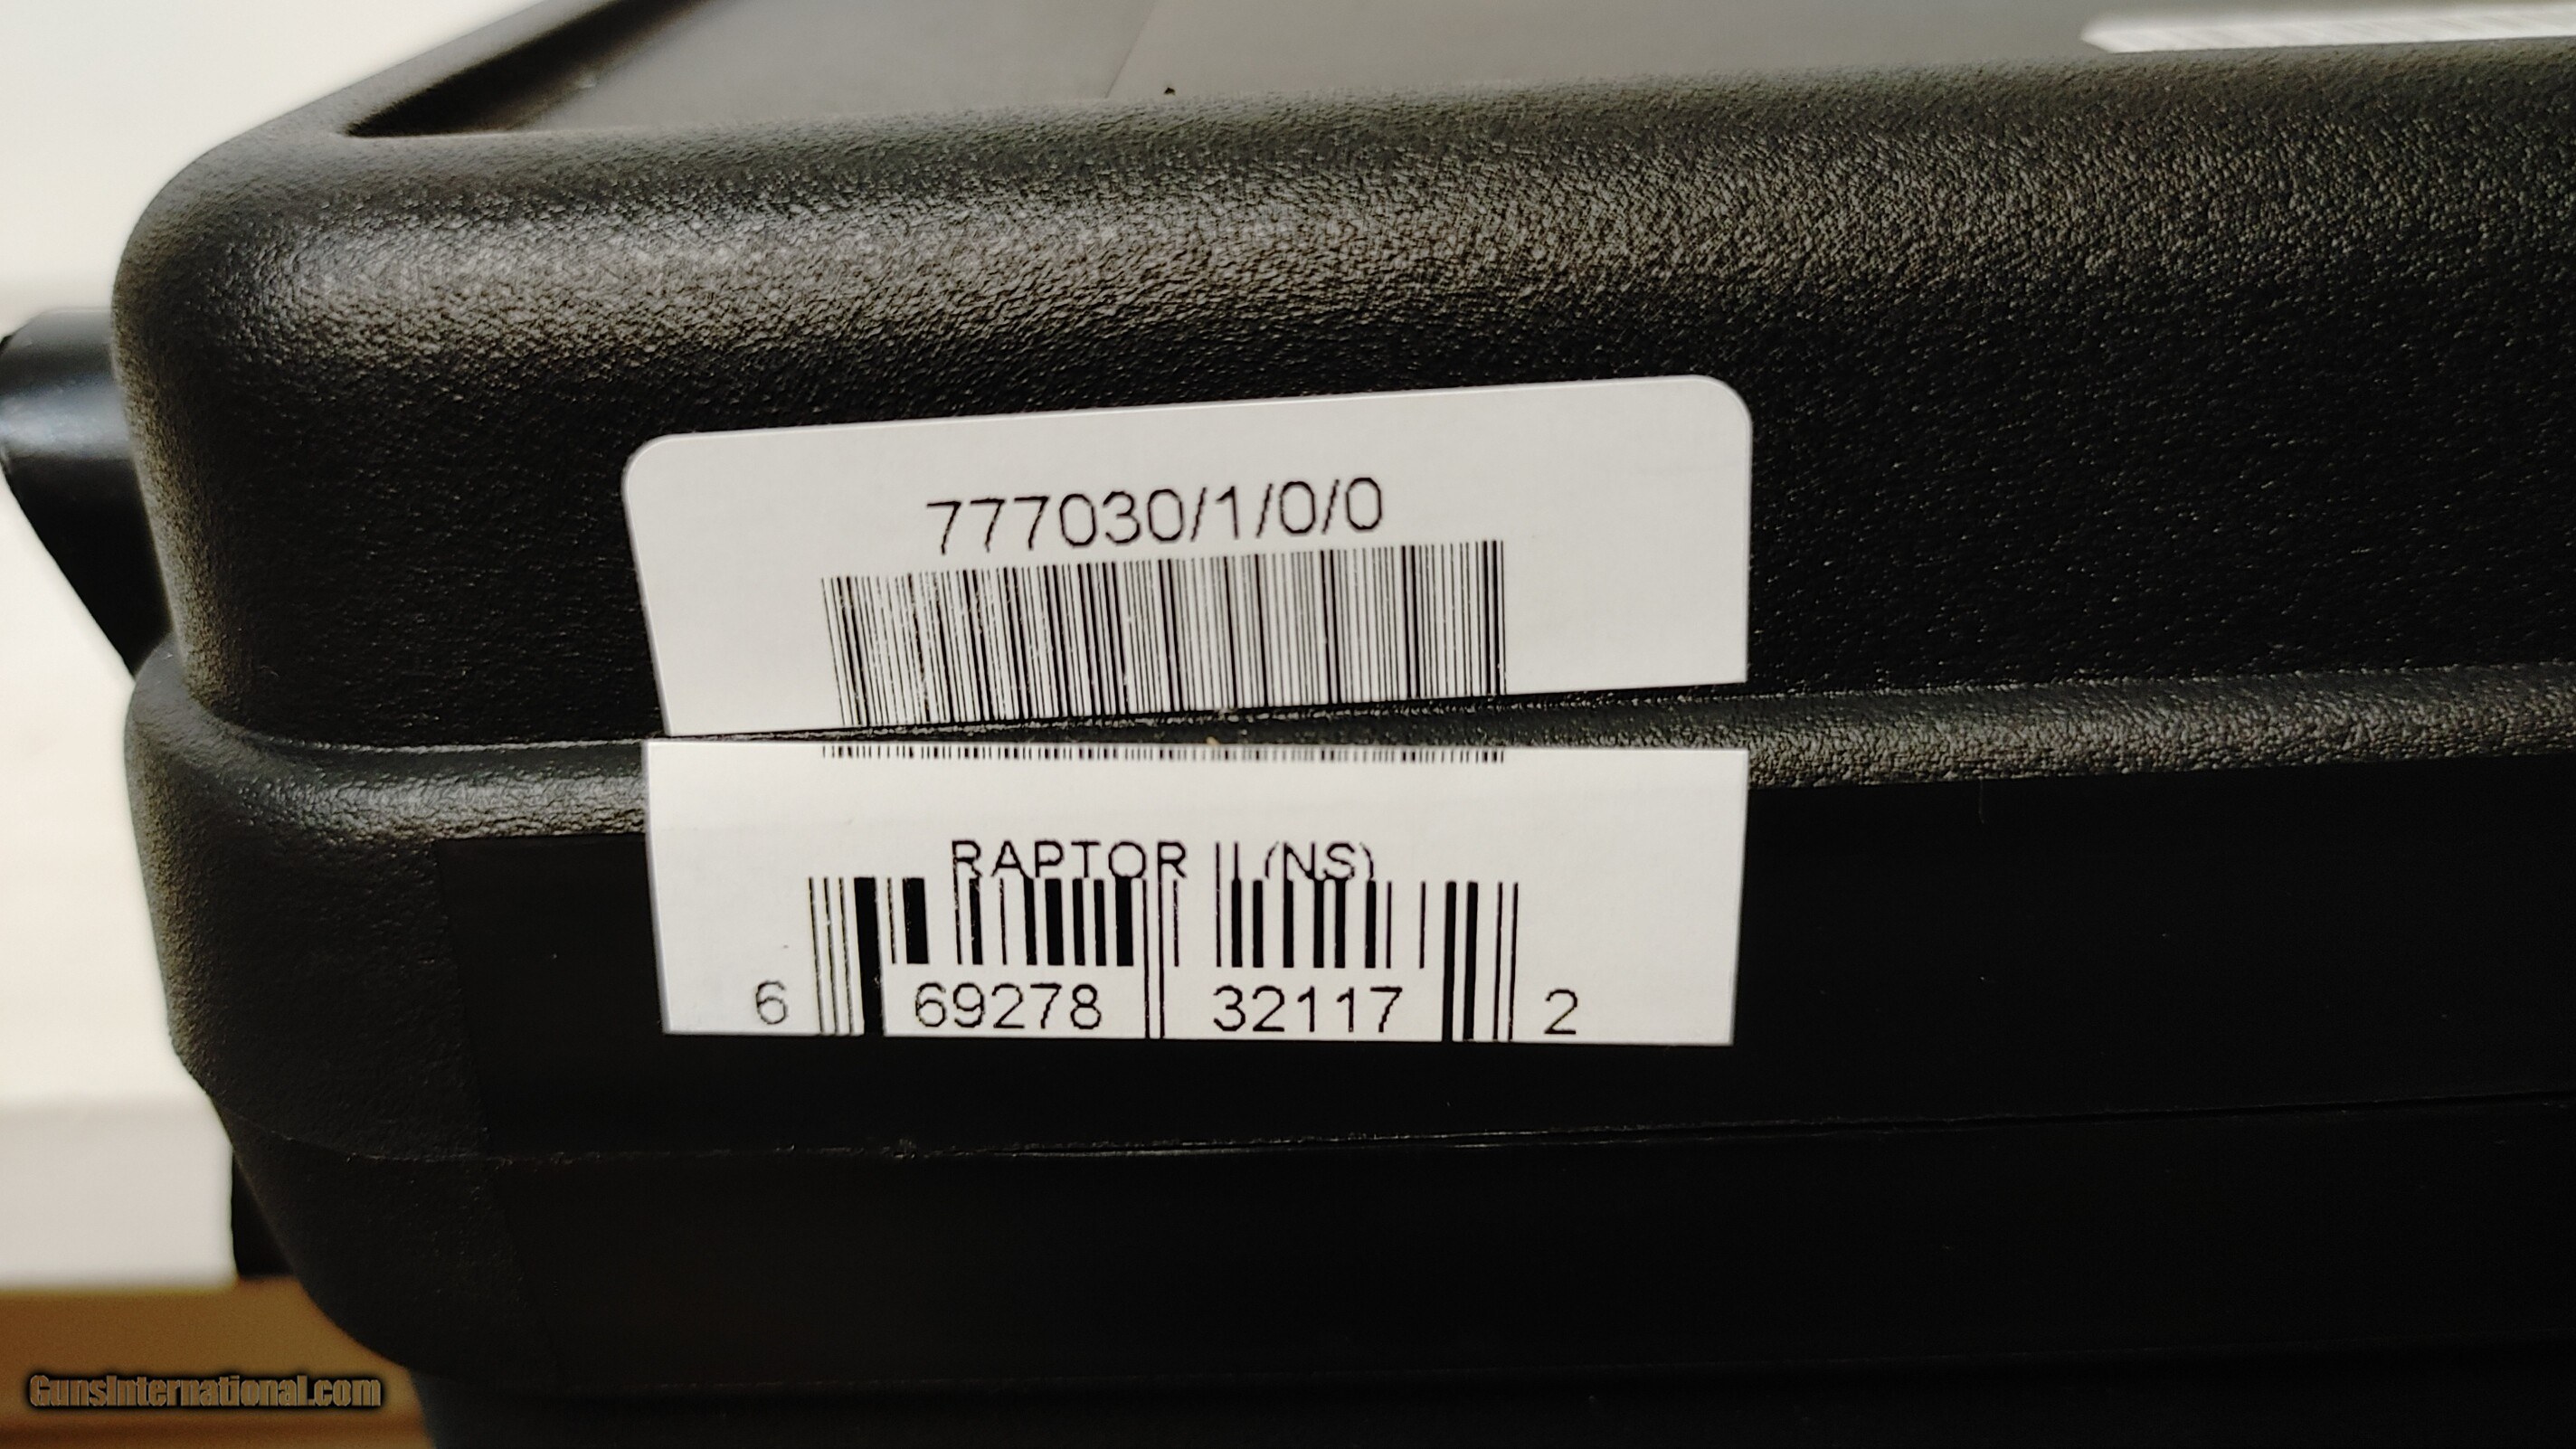 777030/1/0/0
RAPTOR II (NS)
6 69278 32117 2
GunsInternational.com